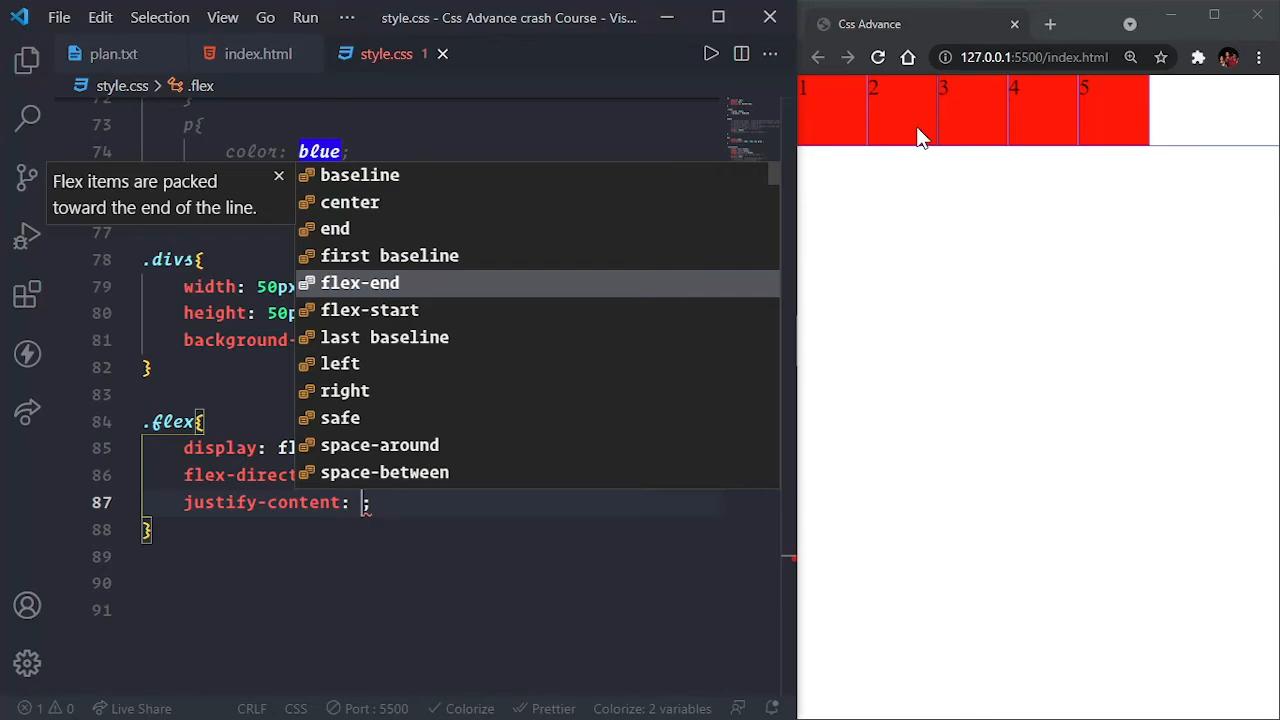 File Edit Selection View Go Run ··· style.css - Css Advance crash Course - Vis...
plan.txt index.html style.css 1
style.css > .flex
72 }
73 p{
74 color: blue;
Flex items are packed
toward the end of the line.
baseline
center
end
first baseline
flex-end
flex-start
last baseline
left
right
safe
space-around
space-between
77
78 .divs{
79 width: 50px
80 height: 50p
81 background-
82 }
83
84 .flex{
85 display: fl
86 flex-direct
87 justify-content: ;
88 }
89
90
91
1 0 Live Share CRLF CSS Port : 5500 Colorize Prettier Colorize: 2 variables
Css Advance
127.0.0.1:5500/index.html
1 2 3 4 5